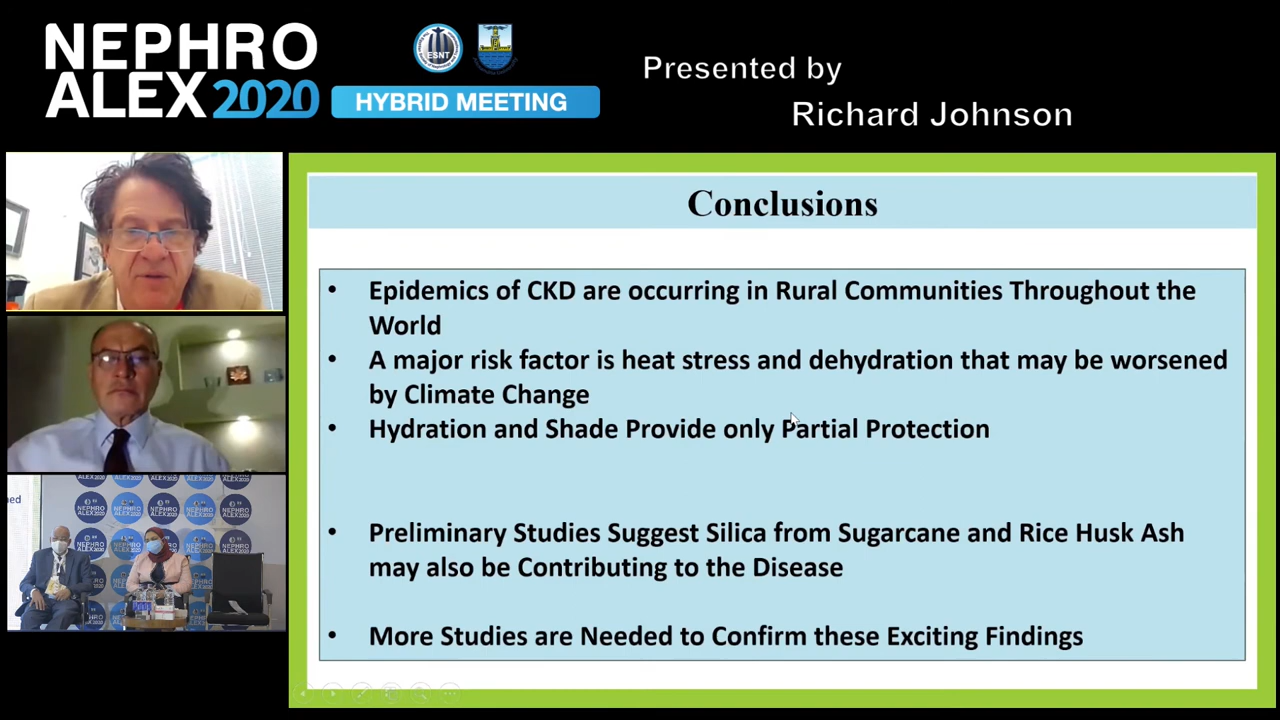 NEPHRO
ALEX 2020
ESNT
HYBRID MEETING
Presented by
Richard Johnson
Conclusions
• Epidemics of CKD are occurring in Rural Communities Throughout the
World
• A major risk factor is heat stress and dehydration that may be worsened
by Climate Change
• Hydration and Shade Provide only Partial Protection
• Preliminary Studies Suggest Silica from Sugarcane and Rice Husk Ash
may also be Contributing to the Disease
• More Studies are Needed to Confirm these Exciting Findings
NEPHRO
ALEX2020